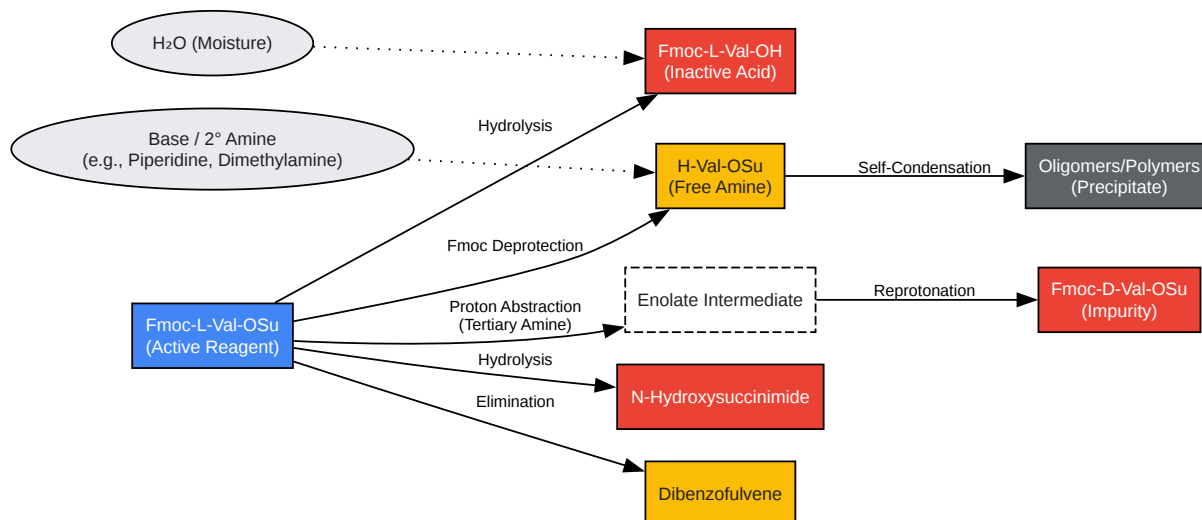 H₂O (Moisture)
Fmoc-L-Val-OH
(Inactive Acid)
Hydrolysis
Base / 2° Amine
(e.g., Piperidine, Dimethylamine)
H-Val-OSu
(Free Amine)
Self-Condensation
Oligomers/Polymers
(Precipitate)
Fmoc Deprotection
Proton Abstraction
(Tertiary Amine)
Enolate Intermediate
Reprotonation
Fmoc-D-Val-OSu
(Impurity)
Fmoc-L-Val-OSu
(Active Reagent)
Hydrolysis
N-Hydroxysuccinimide
Elimination
Dibenzofulvene